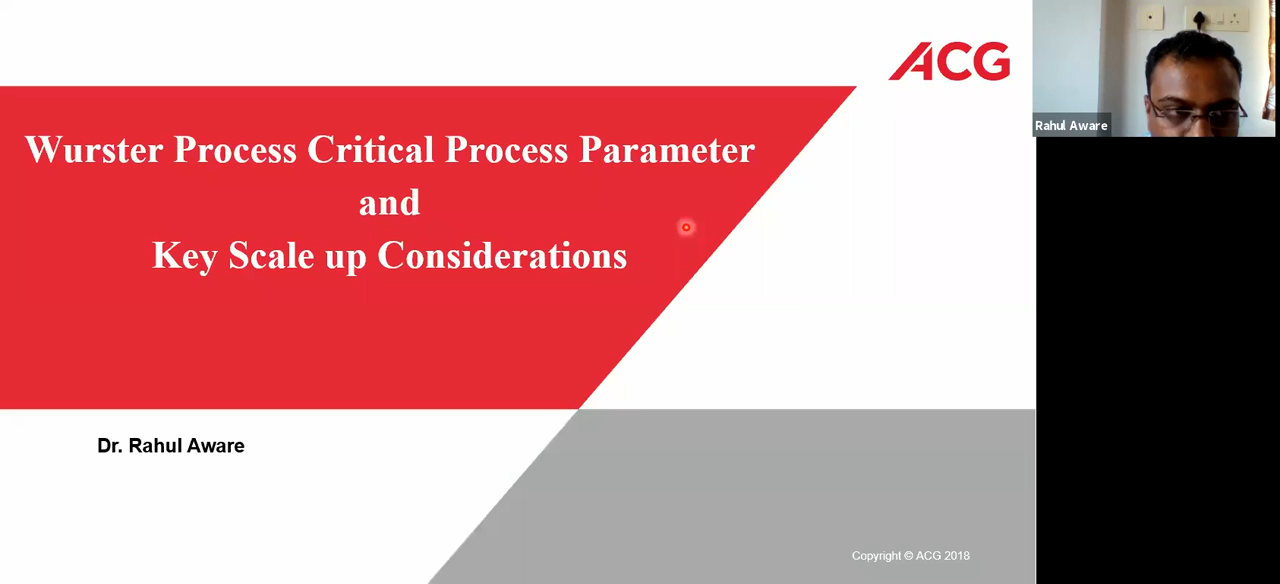 ACG
Wurster Process Critical Process Parameter
and
Key Scale up Considerations
Dr. Rahul Aware
Copyright © ACG 2018
Rahul Aware